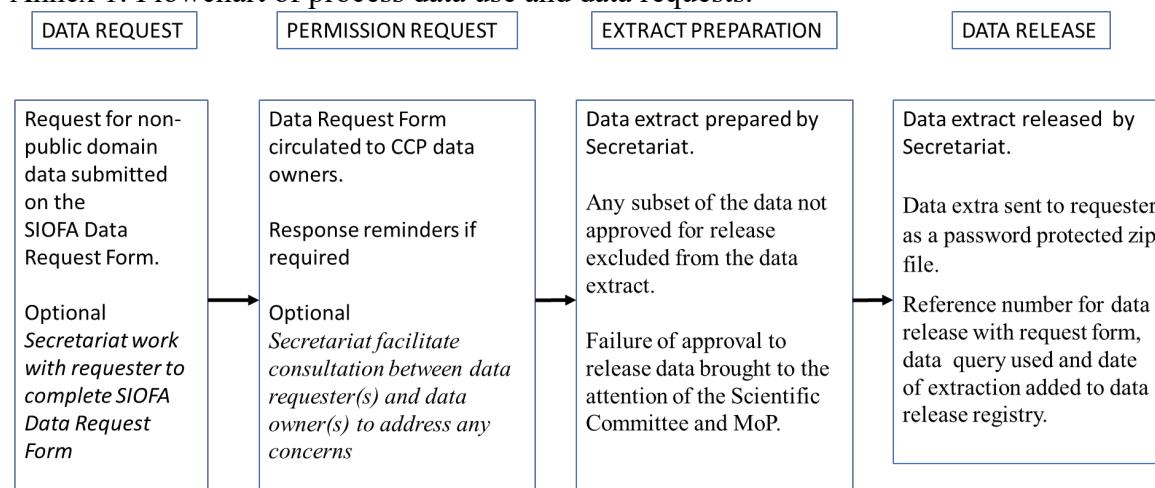 Annex 1: Flowchart of process data use and data requests.
DATA REQUEST
PERMISSION REQUEST
EXTRACT PREPARATION
DATA RELEASE
Request for non-
public domain
data submitted
on the
SIOFA Data
Request Form.
Optional
Secretariat work
with requester to
complete SIOFA
Data Request
Form
Data Request Form
circulated to CCP data
owners.
Response reminders if
required
Optional
Secretariat facilitate
consultation between data
requester(s) and data
owner(s) to address any
concerns
Data extract prepared by
Secretariat.
Any subset of the data not
approved for release
excluded from the data
extract.
Failure of approval to
release data brought to the
attention of the Scientific
Committee and MoP.
Data extract released by
Secretariat.
Data extra sent to requester
as a password protected zip
file.
Reference number for data
release with request form,
data query used and date
of extraction added to data
release registry.